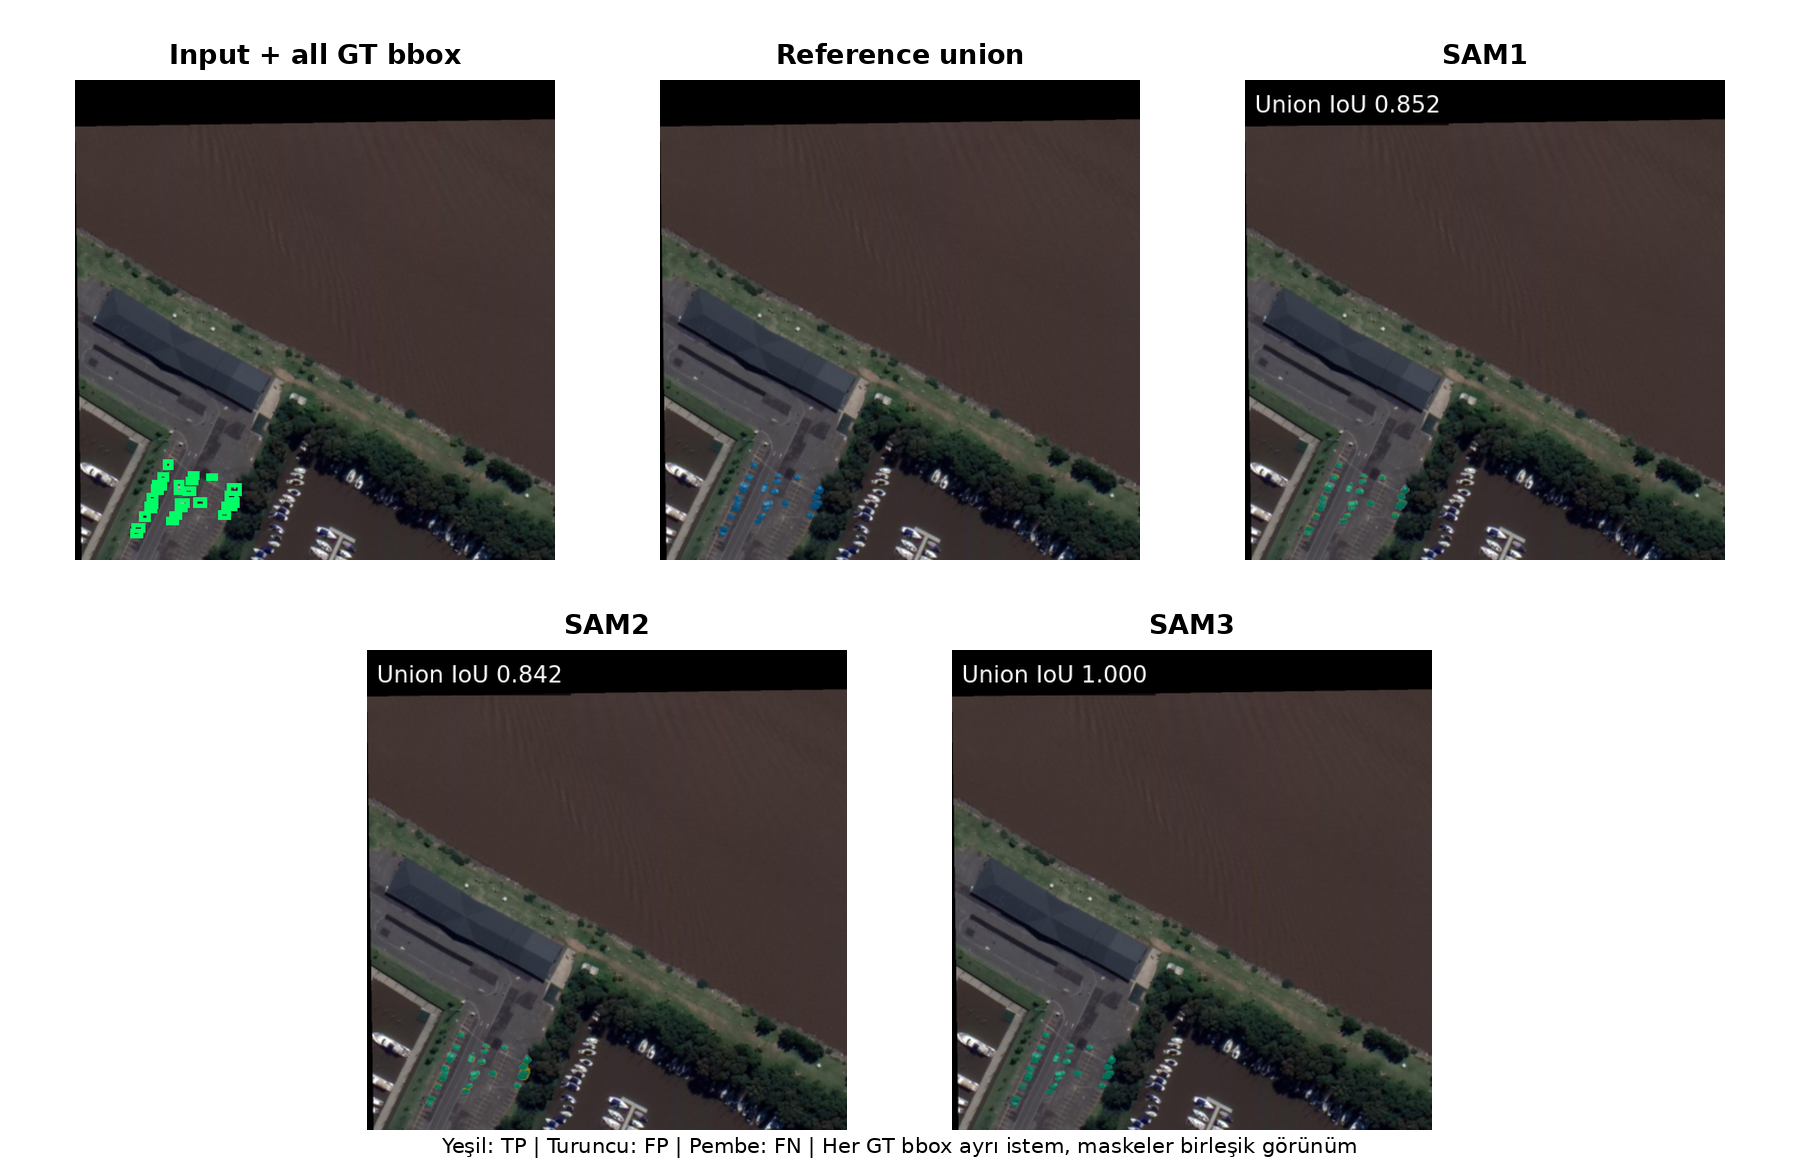 Input + all GT bbox
Reference union
SAM1
Union IoU 0.852
SAM2
SAM3
Union IoU 0.842
Union IoU 1.000
Yeşil: TP | Turuncu: FP | Pembe: FN | Her GT bbox ayrı istem, maskeler birleşik görünüm